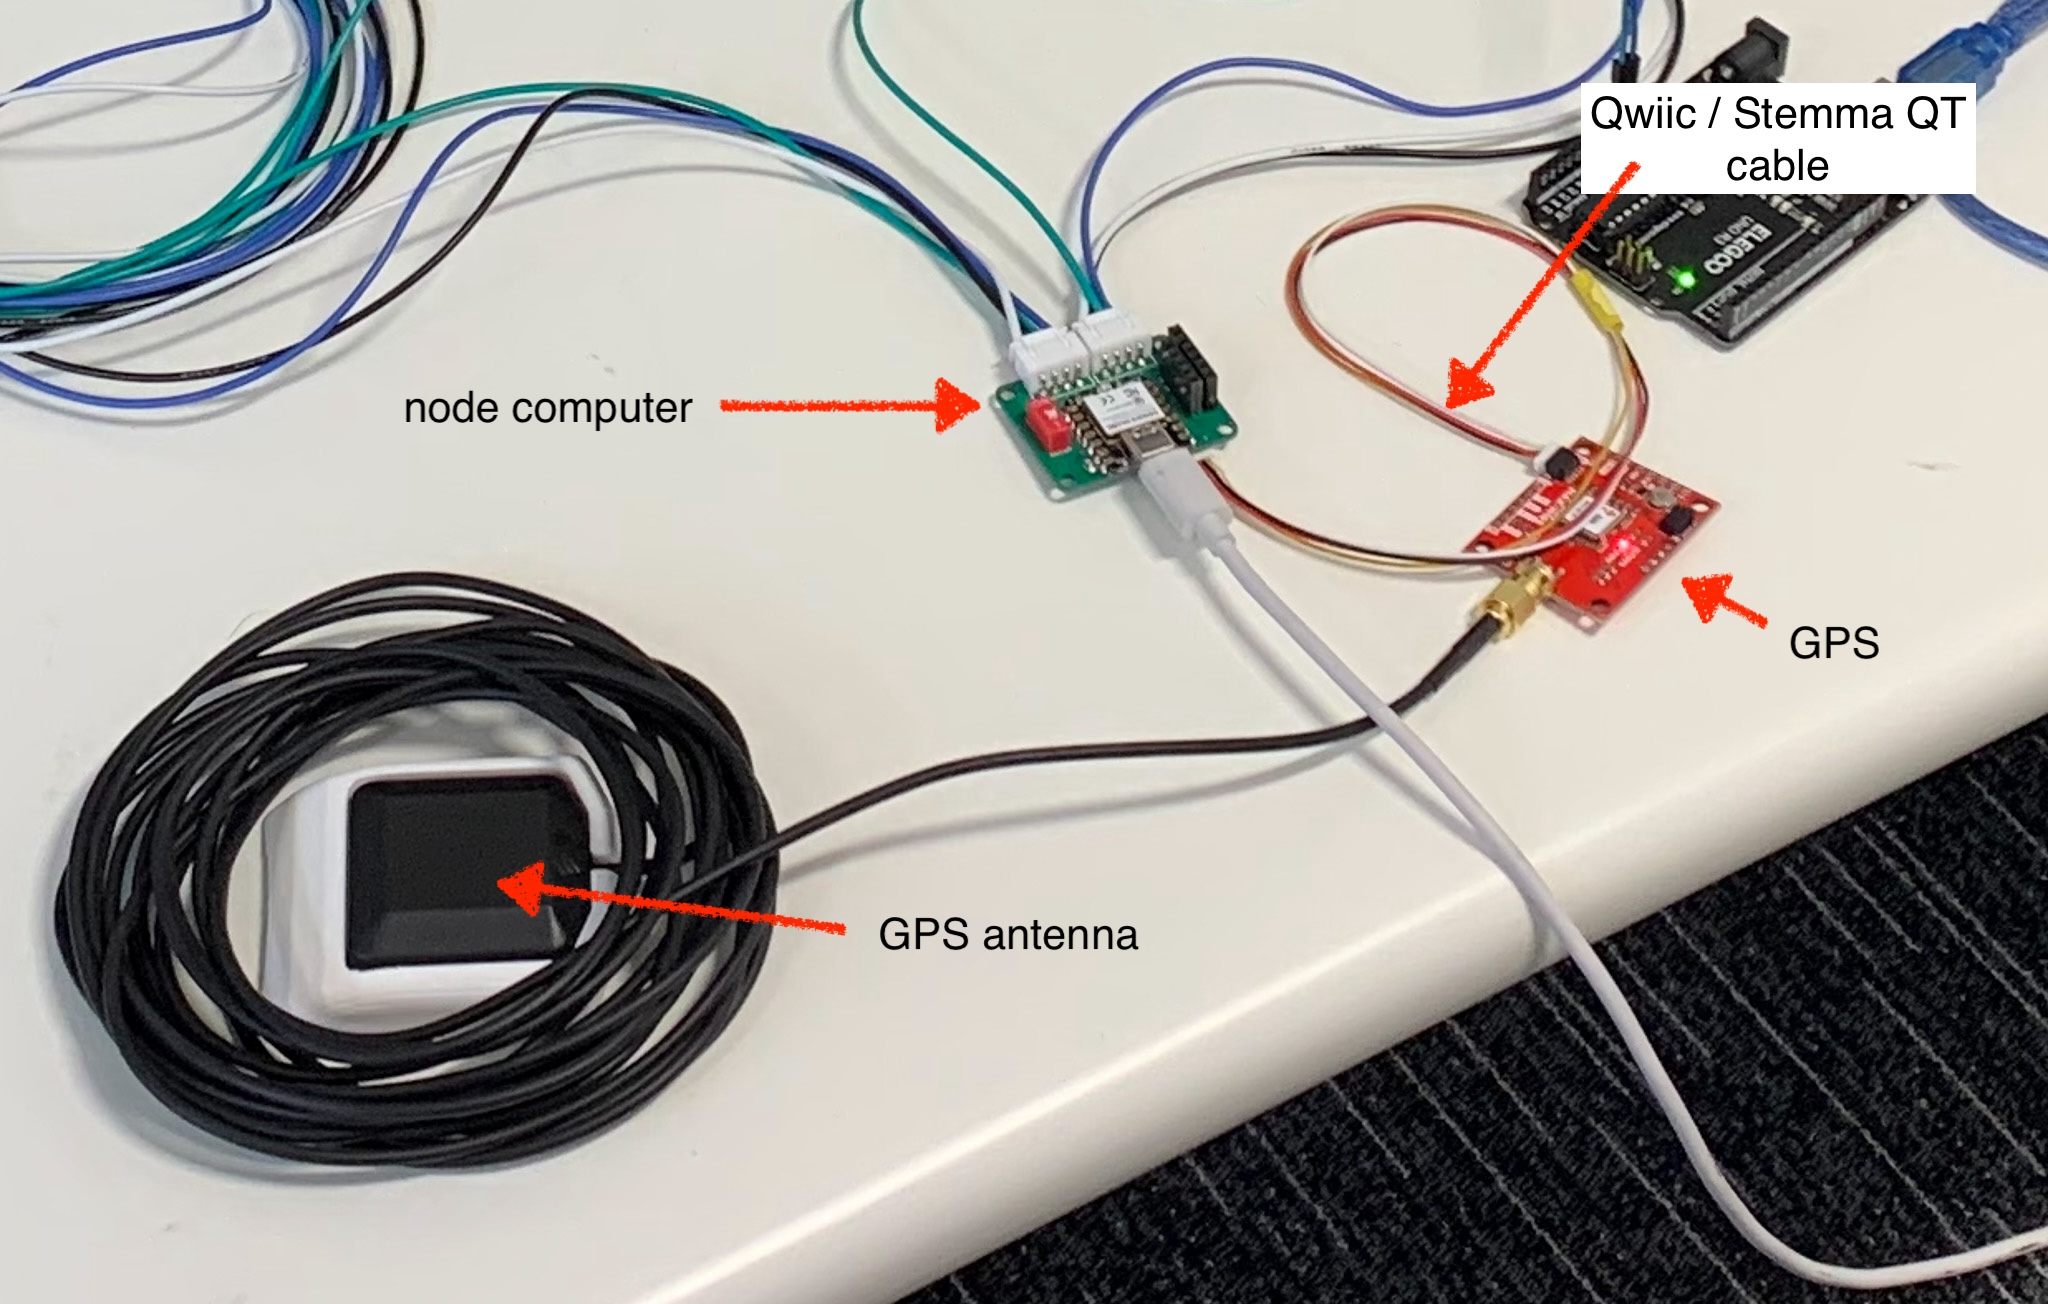 Qwiic / Stemma QT
cable
ELEGOO
node computer
GPS
GPS antenna